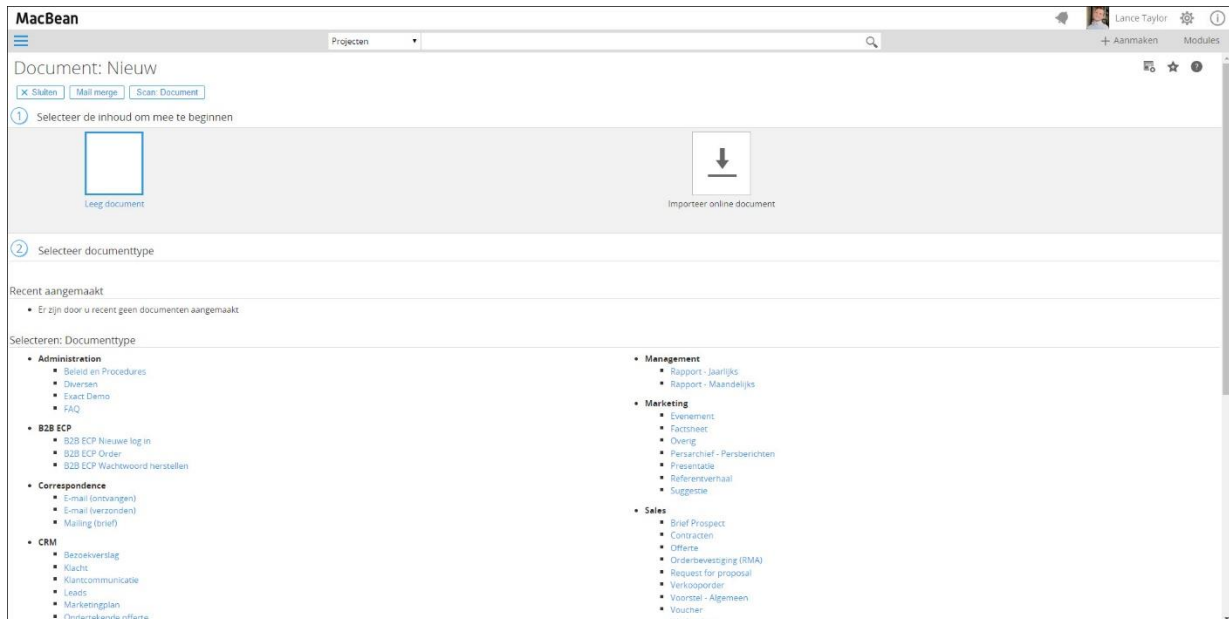 MacBean
Lance Taylor
Projecten
Aanmaken
Modules
Document: Nieuw
Sluiten
Mail merge
Scan: Document
1 Selecteer de inhoud om mee te beginnen
Leeg document
Importeer online document
2 Selecteer documenttype
Recent aangemaakt
Er zijn door u recent geen documenten aangemaakt
Selecteren: Documenttype
Administration
Beleid en Procedures
Diversen
Exact Demo
FAQ
B2B ECP
B2B ECP Nieuwe log in
B2B ECP Order
B2B ECP Wachtwoord herstellen
Correspondence
E-mail (ontvangen)
E-mail (verzonden)
Mailing (brief)
CRM
Bezoekverslag
Klacht
Klantcommunicatie
Leads
Marketingplan
Ondertekende offerte
Management
Rapport - Jaarlijks
Rapport - Maandelijks
Marketing
Evenement
Factsheet
Overig
Persarchief - Persberichten
Presentatie
Referentverhaal
Suggestie
Sales
Brief Prospect
Contracten
Offerte
Orderbevestiging (RMA)
Request for proposal
Verkooporder
Voorstel - Algemeen
Voucher